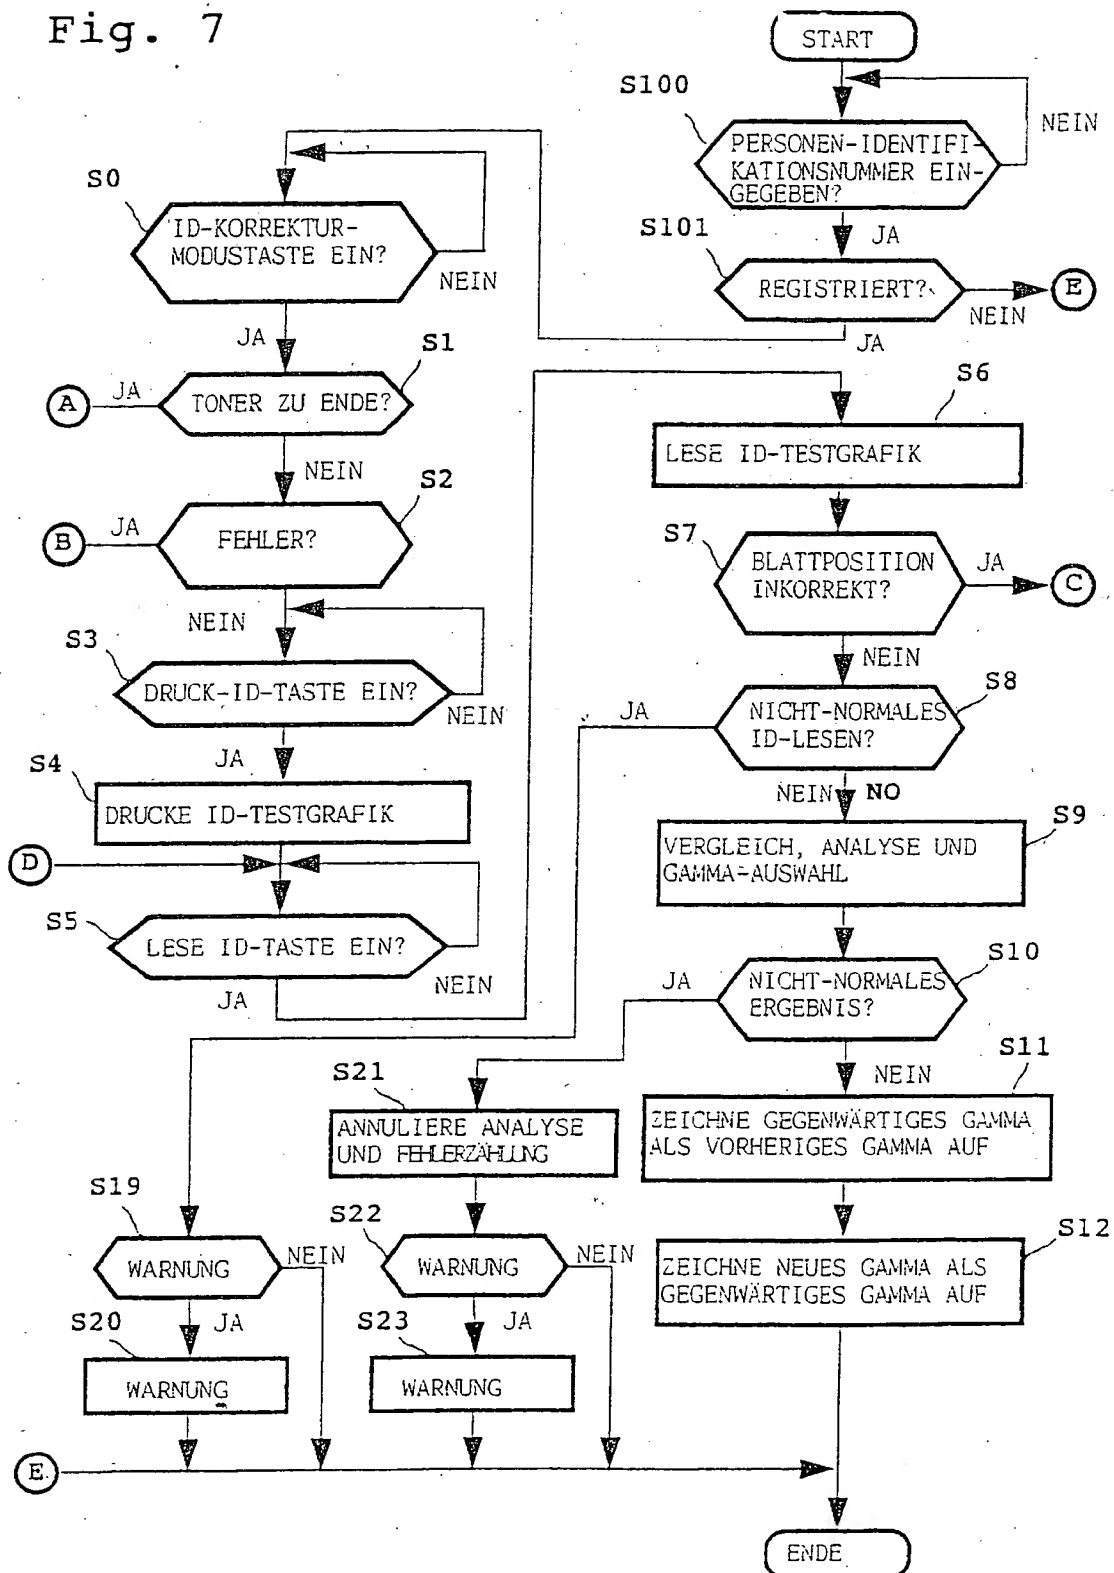 Fig. 7
START
S100
NEIN
PERSONEN-IDENTIFI-
KATIONSNUMMER EIN-
GEGEBEN?
JA
S101
REGISTRIERT?
NEIN
E
JA
S0
ID-KORREKTUR-
MODUSTASTE EIN?
NEIN
JA
S1
A
JA
TONER ZU ENDE?
NEIN
S2
B
JA
FEHLER?
NEIN
S3
DRUCK-ID-TASTE EIN?
NEIN
JA
S4
DRUCKE ID-TESTGRAFIK
D
S5
LESE ID-TASTE EIN?
NEIN
JA
S6
LESE ID-TESTGRAFIK
S7
BLATTPOSITION
INKORREKT?
JA
C
NEIN
S8
JA
NICHT-NORMALES
ID-LESEN?
NEIN NO
S9
VERGLEICH, ANALYSE UND
GAMMA-AUSWAHL
S10
JA
NICHT-NORMALES
ERGEBNIS?
NEIN
S11
ZEICHNE GEGENWÄRTIGES GAMMA
ALS VORHERIGES GAMMA AUF
S12
ZEICHNE NEUES GAMMA ALS
GEGENWÄRTIGES GAMMA AUF
S21
ANNULIERE ANALYSE
UND FEHLERZÄHLUNG
S19
WARNUNG
NEIN
JA
S20
WARNUNG
S22
WARNUNG
NEIN
JA
S23
WARNUNG
E
ENDE